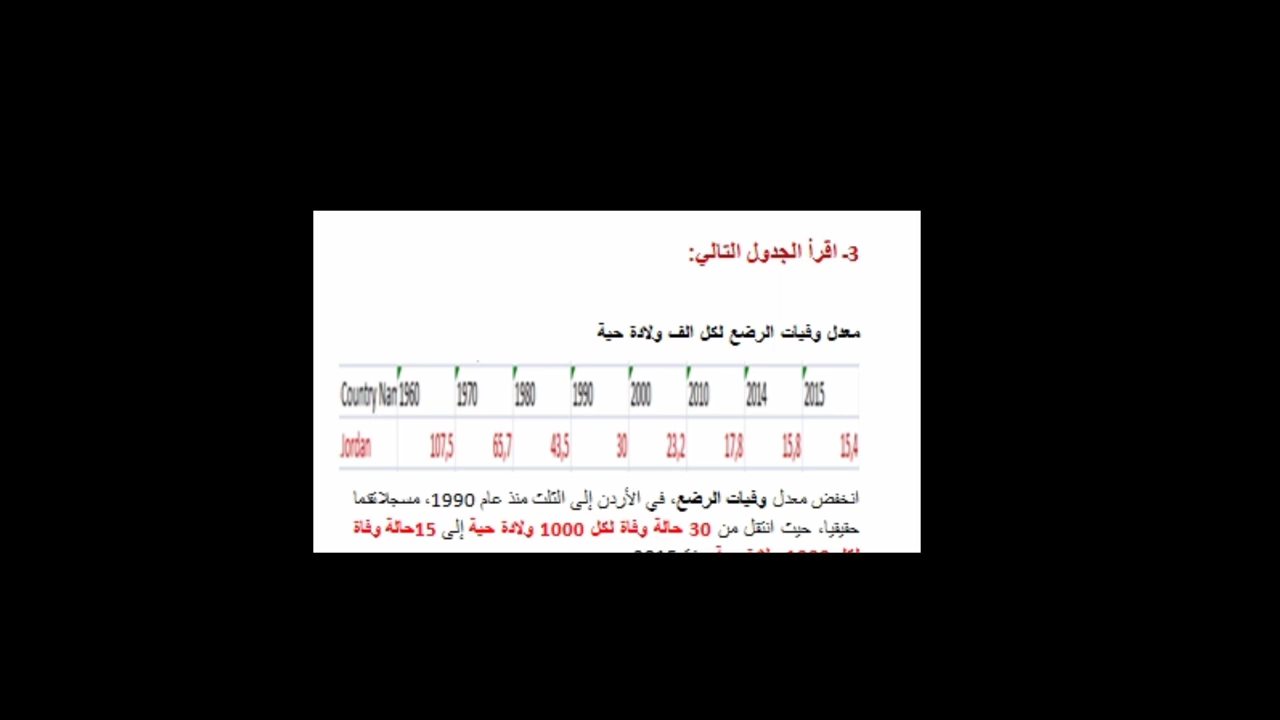 3- اقرأ الجدول التالي:
معدل وفيات الرضع لكل الف ولادة حية
Country Nan 1960 1970 1980 1990 2000 2010 2014 2015
Jordan 107,5 65,7 43,5 30 23,2 17,8 15,8 15,4
انخفض معدل وفيات الرضع، في الأردن إلى الثلث منذ عام 1990، مسجلا تقدما
حقيقيا، حيث انتقل من 30 حالة وفاة لكل 1000 ولادة حية إلى 15حالة وفاة